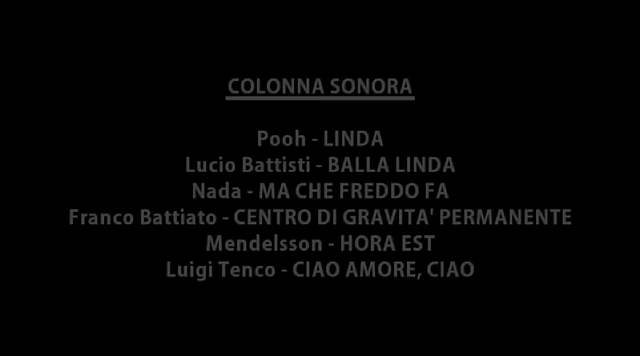 COLONNA SONORA
Pooh - LINDA
Lucio Battisti - BALLA LINDA
Nada - MA CHE FREDDO FA
Franco Battiato - CENTRO DI GRAVITA' PERMANENTE
Mendelsson - HORA EST
Luigi Tenco - CIAO AMORE, CIAO